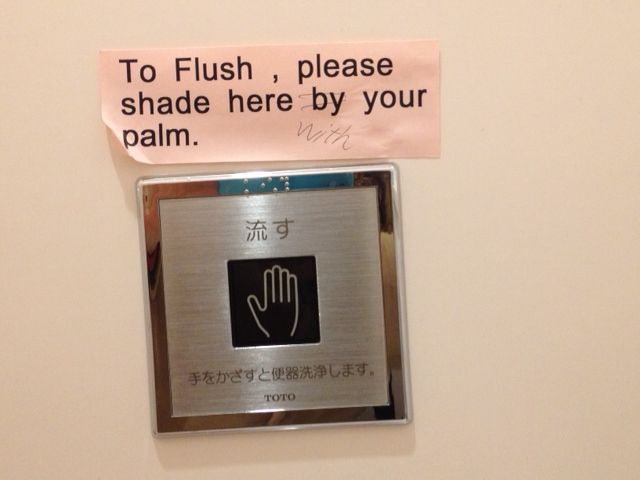 To Flush , please
shade here by your
with
palm.
流す
手をかざすと便器洗浄します。
TOTO